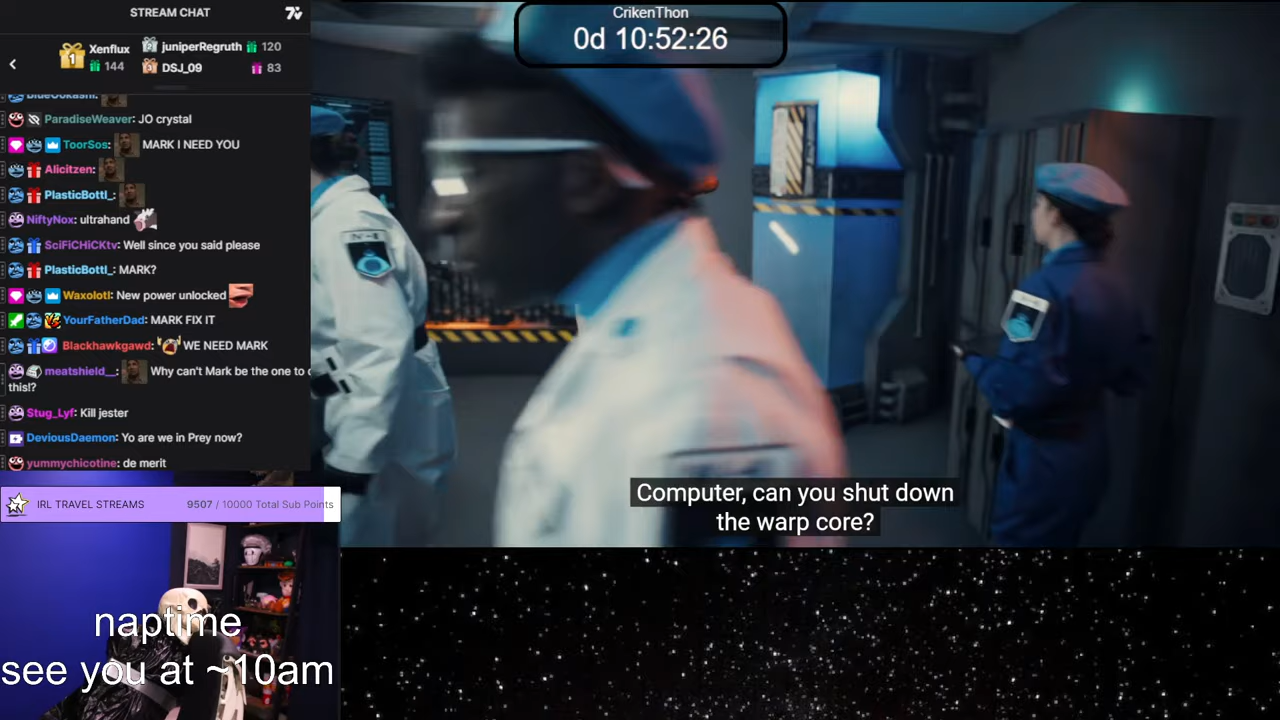 STREAM CHAT
Xenflux
144
juniperRegruth 120
DSJ_09 83
ParadiseWeaver: JO crystal
ToorSos: MARK I NEED YOU
Alicitzen:
PlasticBottl_:
NiftyNox: ultrahand
SciFiCHiCKtv: Well since you said please
PlasticBottl_: MARK?
Waxolotl: New power unlocked
YourFatherDad: MARK FIX IT
Blackhawkgawd: WE NEED MARK
meatshield__: Why can't Mark be the one to
this!?
Stug_Lyf: Kill jester
DeviousDaemon: Yo are we in Prey now?
yummychicotine: de merit
IRL TRAVEL STREAMS 9507 / 10000 Total Sub Points
naptime
see you at ~10am
CrikenThon
0d 10:52:26
Computer, can you shut down
the warp core?